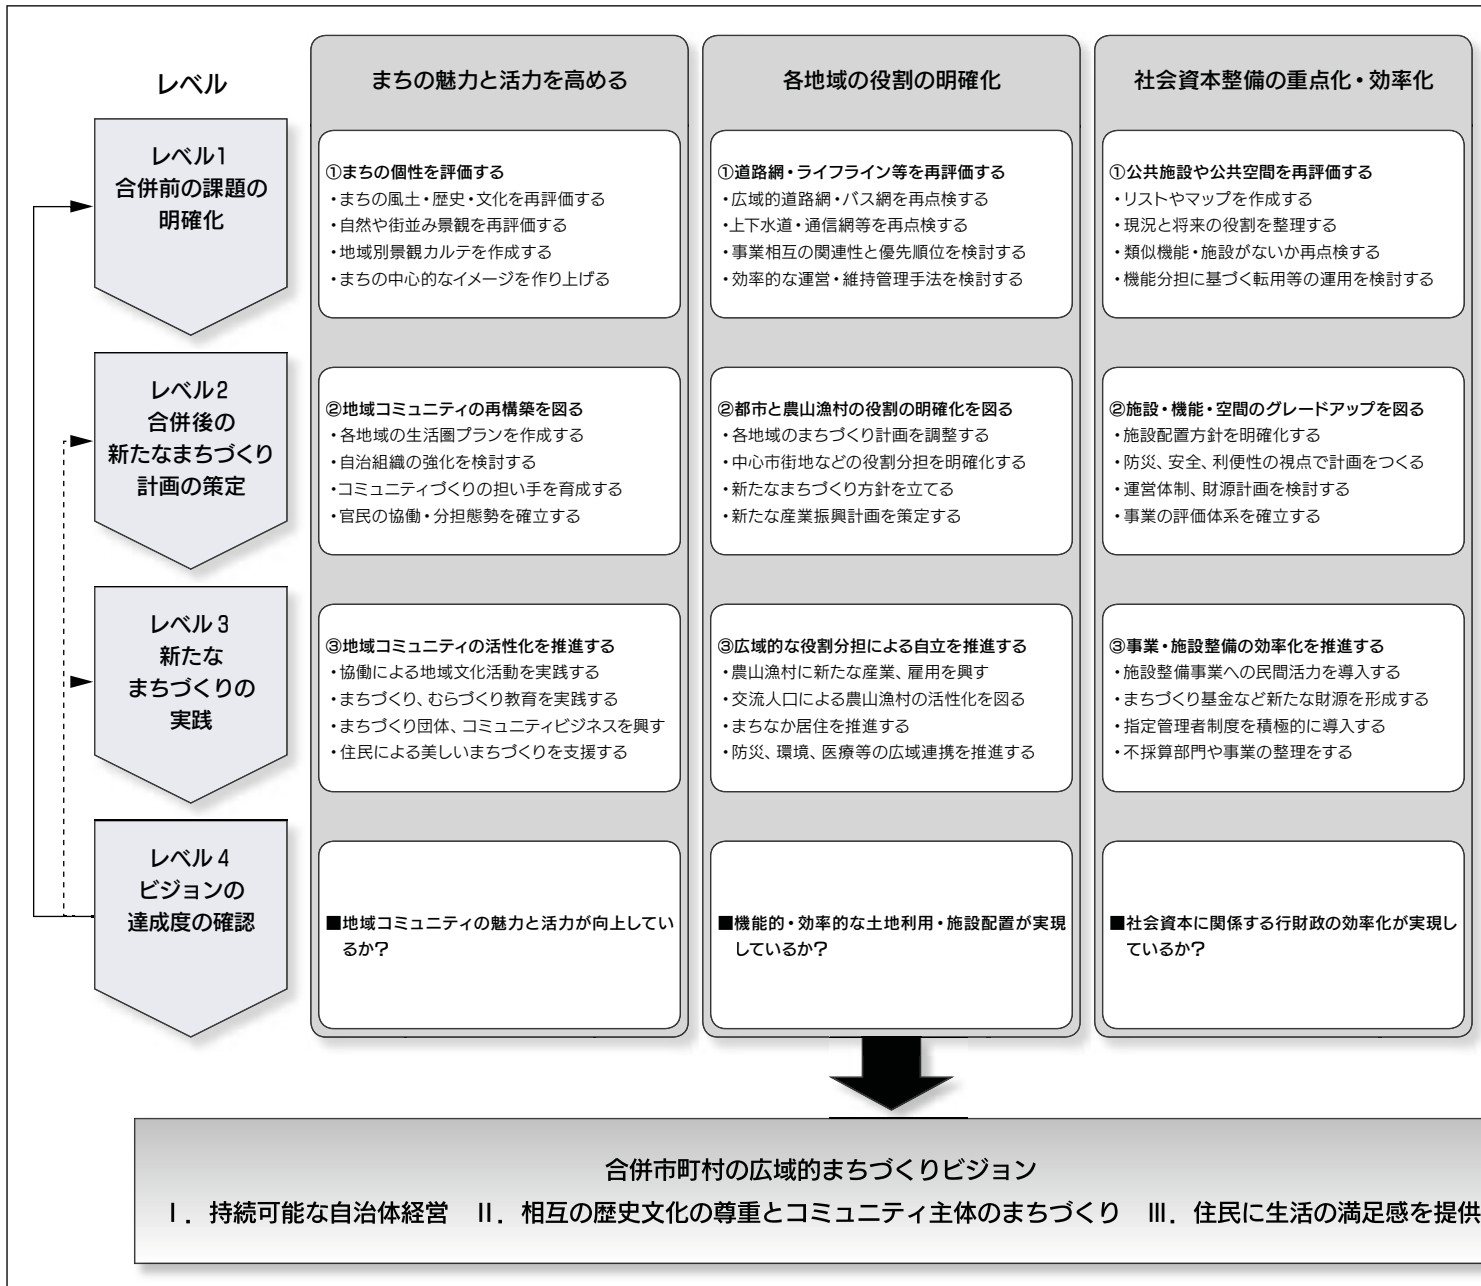 レベル
まちの魅力と活力を高める
各地域の役割の明確化
社会資本整備の重点化・効率化
レベル1
合併前の課題の
明確化
①まちの個性を評価する
・まちの風土・歴史・文化を再評価する
・自然や街並み景観を再評価する
・地域別景観カルテを作成する
・まちの中心的なイメージを作り上げる
①道路網・ライフライン等を再評価する
・広域的道路網・バス網を再点検する
・上下水道・通信網等を再点検する
・事業相互の関連性と優先順位を検討する
・効率的な運営・維持管理手法を検討する
①公共施設や公共空間を再評価する
・リストやマップを作成する
・現況と将来の役割を整理する
・類似機能・施設がないか再点検する
・機能分担に基づく転用等の運用を検討する
レベル2
合併後の
新たなまちづくり
計画の策定
②地域コミュニティの再構築を図る
・各地域の生活圏プランを作成する
・自治組織の強化を検討する
・コミュニティづくりの担い手を育成する
・官民の協働・分担態勢を確立する
②都市と農山漁村の役割の明確化を図る
・各地域のまちづくり計画を調整する
・中心市街地などの役割分担を明確化する
・新たなまちづくり方針を立てる
・新たな産業振興計画を策定する
②施設・機能・空間のグレードアップを図る
・施設配置方針を明確化する
・防災、安全、利便性の視点で計画をつくる
・運営体制、財源計画を検討する
・事業の評価体系を確立する
レベル3
新たな
まちづくりの
実践
③地域コミュニティの活性化を推進する
・協働による地域文化活動を実践する
・まちづくり、むらづくり教育を実践する
・まちづくり団体、コミュニティビジネスを興す
・住民による美しいまちづくりを支援する
③広域的な役割分担による自立を推進する
・農山漁村に新たな産業、雇用を興す
・交流人口による農山漁村の活性化を図る
・まちなか居住を推進する
・防災、環境、医療等の広域連携を推進する
③事業・施設整備の効率化を推進する
・施設整備事業への民間活力を導入する
・まちづくり基金など新たな財源を形成する
・指定管理者制度を積極的に導入する
・不採算部門や事業の整理をする
レベル4
ビジョンの
達成度の確認
■地域コミュニティの魅力と活力が向上してい
るか?
■機能的・効率的な土地利用・施設配置が実現
しているか?
■社会資本に関係する行財政の効率化が実現し
ているか?
合併市町村の広域的まちづくりビジョン
Ⅰ．持続可能な自治体経営　Ⅱ．相互の歴史文化の尊重とコミュニティ主体のまちづくり　Ⅲ．住民に生活の満足感を提供